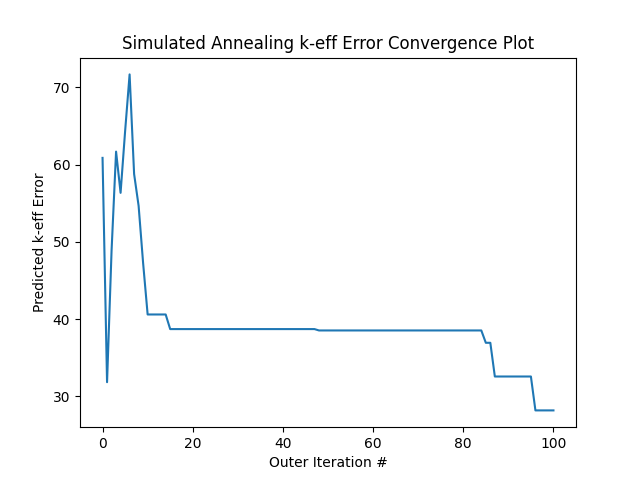 Simulated Annealing k-eff Error Convergence Plot
70
60
50
40
30
Predicted k-eff Error
0 20 40 60 80 100
Outer Iteration #